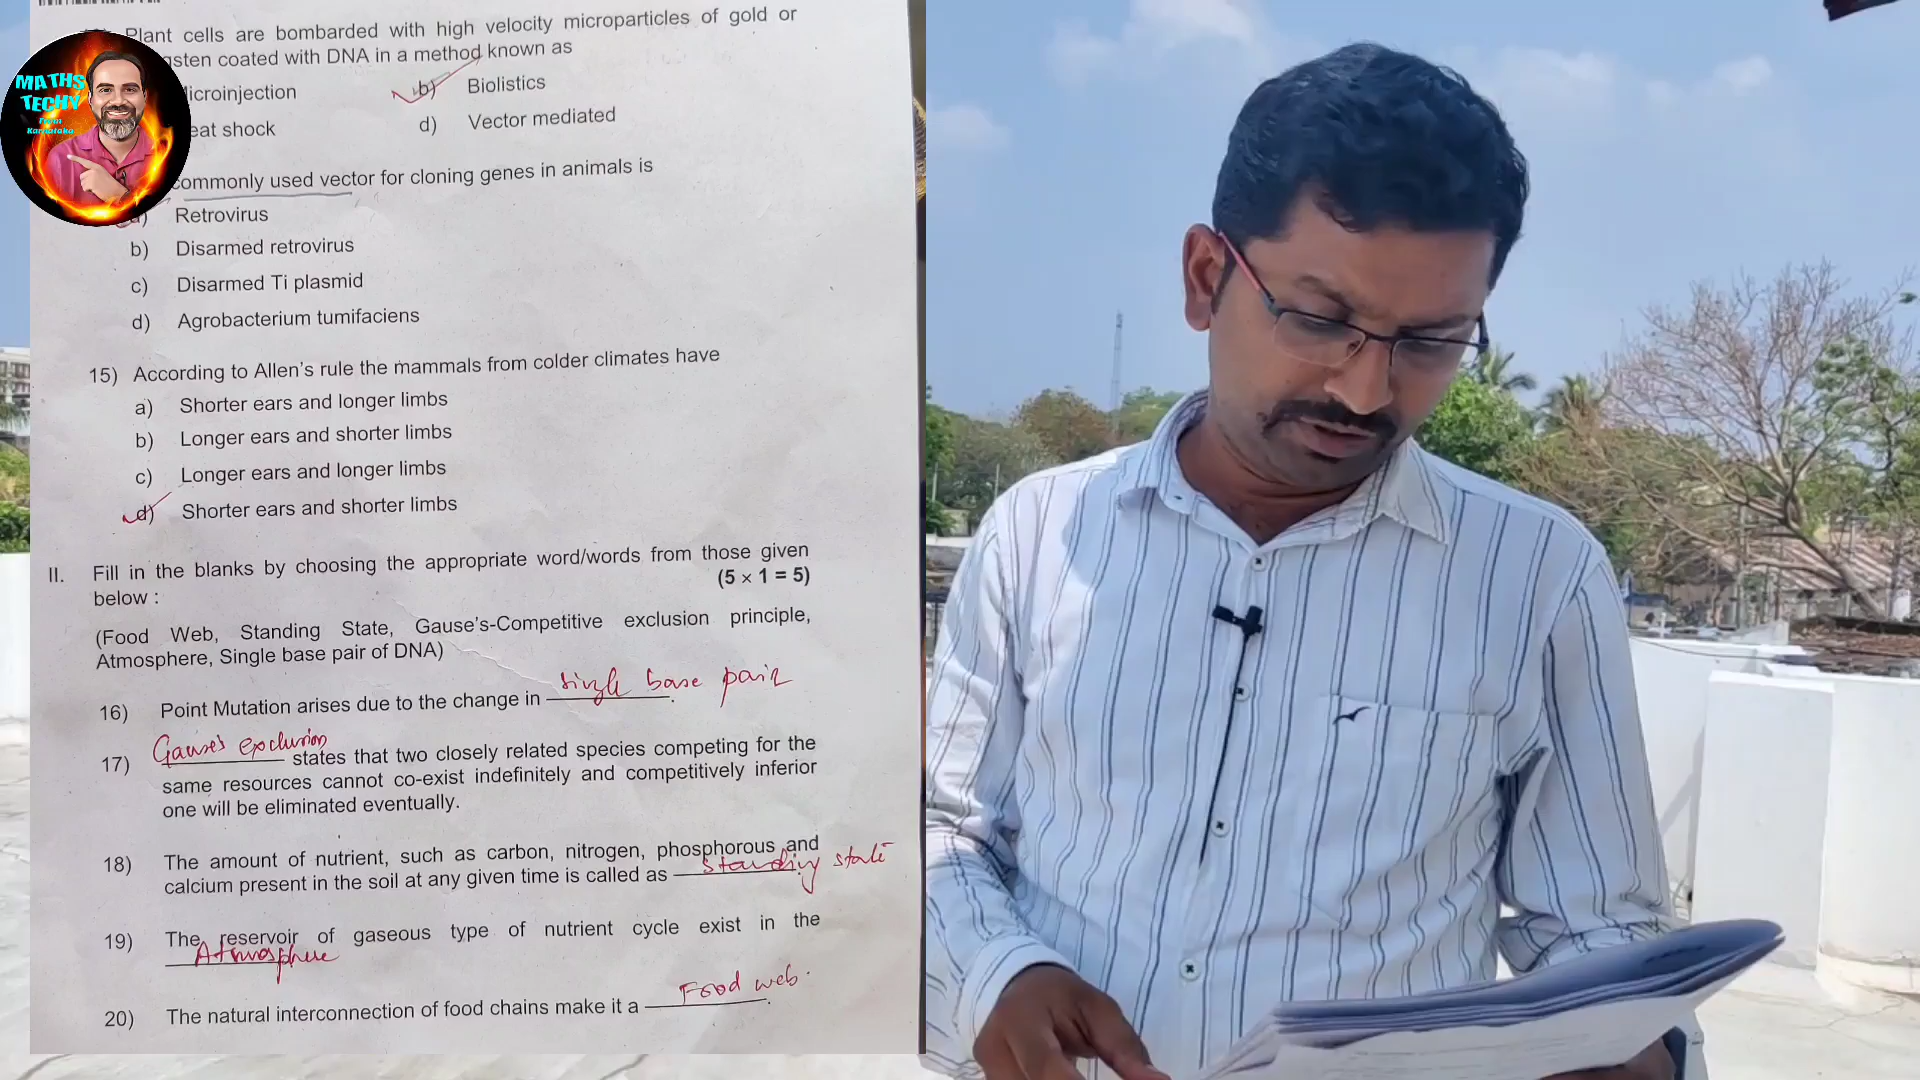 Plant cells are bombarded with high velocity microparticles of gold or
gsten coated with DNA in a method known as
icroinjection b) Biolistics
eat shock d) Vector mediated
commonly used vector for cloning genes in animals is
a) Retrovirus
b) Disarmed retrovirus
c) Disarmed Ti plasmid
d) Agrobacterium tumifaciens
15) According to Allen's rule the mammals from colder climates have
a) Shorter ears and longer limbs
b) Longer ears and shorter limbs
c) Longer ears and longer limbs
d) Shorter ears and shorter limbs
II. Fill in the blanks by choosing the appropriate word/words from those given
below : (5 × 1 = 5)
(Food Web, Standing State, Gause's-Competitive exclusion principle,
Atmosphere, Single base pair of DNA)
16) Point Mutation arises due to the change in single base pair.
17) Gause's exclusion states that two closely related species competing for the
same resources cannot co-exist indefinitely and competitively inferior
one will be eliminated eventually.
18) The amount of nutrient, such as carbon, nitrogen, phosphorous and
calcium present in the soil at any given time is called as standing state.
19) The reservoir of gaseous type of nutrient cycle exist in the
Atmosphere
20) The natural interconnection of food chains make it a Food web.
MATHS
TECHY
From
Karnataka